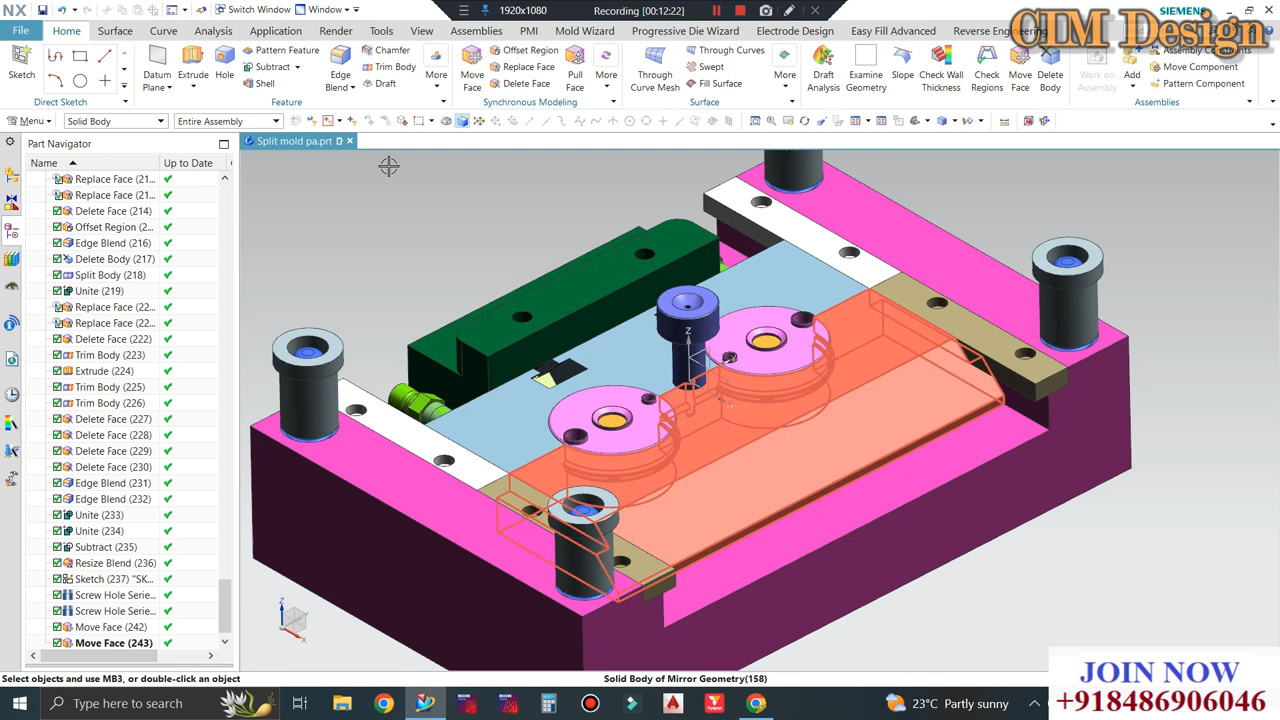 NX
Switch Window
Window
1920x1080
Recording [00:12:22]
SIEMENS
CIM Design
File
Home
Surface
Curve
Analysis
Application
Render
Tools
View
Assemblies
PMI
Mold Wizard
Progressive Die Wizard
Electrode Design
Easy Fill Advanced
Reverse Engineering
Sketch
Datum Plane
Extrude
Hole
Pattern Feature
Subtract
Shell
Edge Blend
Chamfer
Trim Body
Draft
More
Move Face
Offset Region
Replace Face
Delete Face
Pull Face
More
Through Curve Mesh
Through Curves
Swept
Fill Surface
More
Draft Analysis
Examine Geometry
Slope
Check Wall Thickness
Check Regions
Move Face
Delete Body
Work on Assembly
Add
Assembly Constraints
Move Component
Pattern Component
Direct Sketch
Feature
Synchronous Modeling
Surface
Assemblies
Menu
Solid Body
Entire Assembly
Part Navigator
Split mold pa.prt
Name
Up to Date
Replace Face (21...
Replace Face (21...
Delete Face (214)
Offset Region (2...
Edge Blend (216)
Delete Body (217)
Split Body (218)
Unite (219)
Replace Face (22...
Replace Face (22...
Delete Face (222)
Trim Body (223)
Extrude (224)
Trim Body (225)
Trim Body (226)
Delete Face (227)
Delete Face (228)
Delete Face (229)
Delete Face (230)
Edge Blend (231)
Edge Blend (232)
Unite (233)
Unite (234)
Subtract (235)
Resize Blend (236)
Sketch (237) "SK...
Screw Hole Serie...
Screw Hole Serie...
Move Face (242)
Move Face (243)
Z
Z
X
Select objects and use MB3, or double-click an object
Solid Body of Mirror Geometry(158)
JOIN NOW
+918486906046
Type here to search
23°C Partly sunny